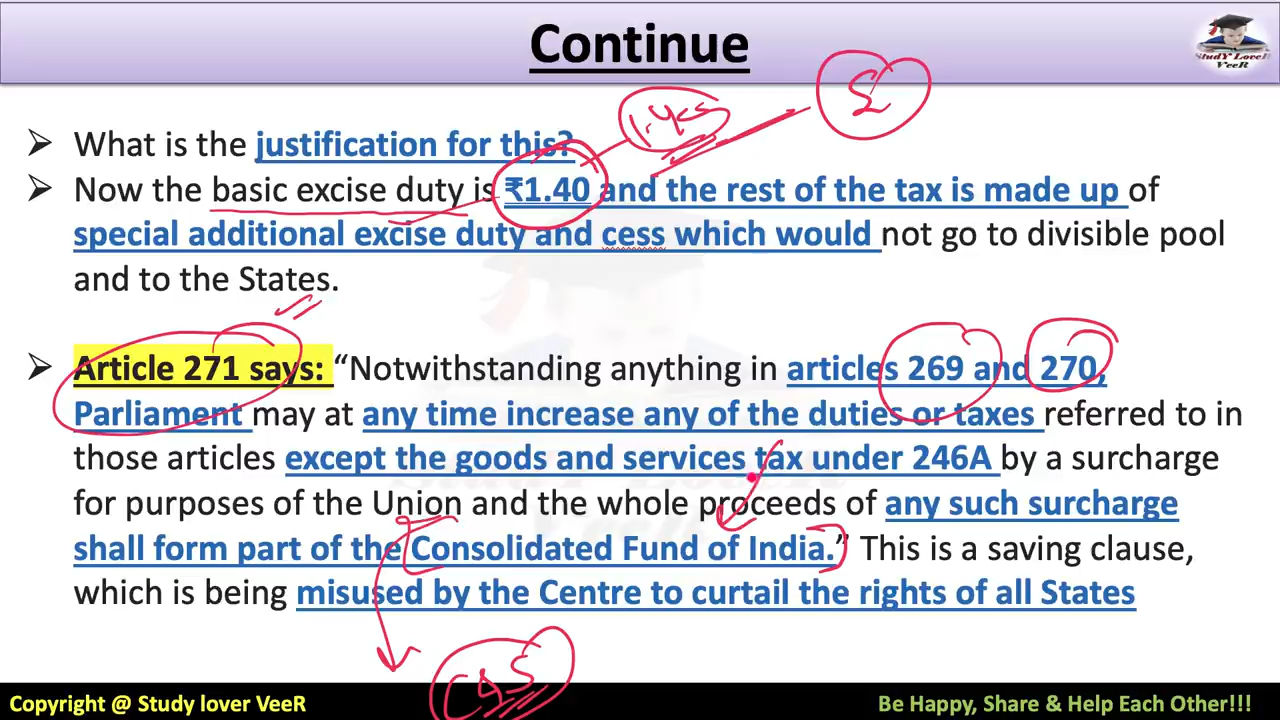 Continue
StudY LoveR
VeeR
What is the justification for this?
Now the basic excise duty is ₹1.40 and the rest of the tax is made up of
special additional excise duty and cess which would not go to divisible pool
and to the States.
Article 271 says: “Notwithstanding anything in articles 269 and 270,
Parliament may at any time increase any of the duties or taxes referred to in
those articles except the goods and services tax under 246A by a surcharge
for purposes of the Union and the whole proceeds of any such surcharge
shall form part of the Consolidated Fund of India.” This is a saving clause,
which is being misused by the Centre to curtail the rights of all States
Copyright @ Study lover VeeR
Be Happy, Share & Help Each Other!!!